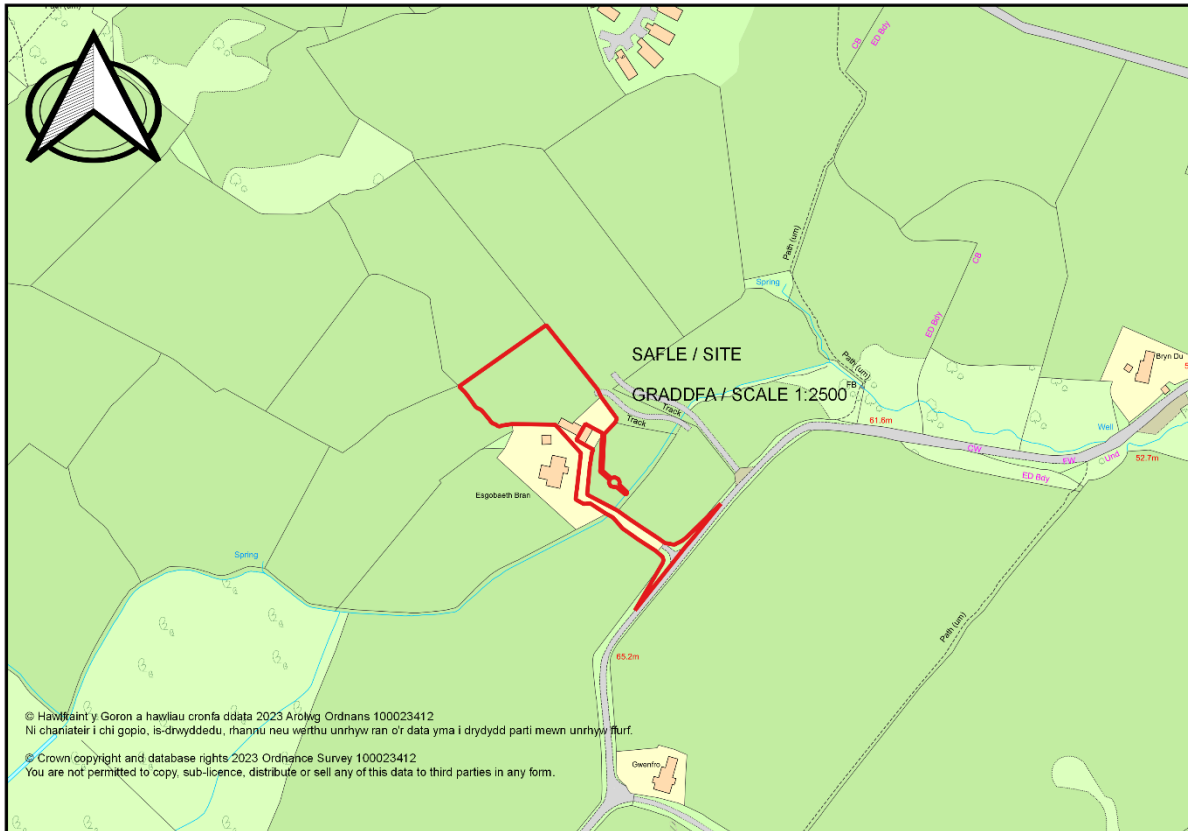 Path (um)
CB
ED Bdy
Path (um)
CB
Spring
ED Bdy
SAFLE / SITE
Path (um)
Bryn Du
GRADDFA / SCALE 1:2500
FB
Track
Track
61.6m
Well
CW
FW
Und
52.7m
ED Bdy
Esgobaeth Bran
Spring
Path (um)
65.2m
© Hawlfraint y Goron a hawliau cronfa ddata 2023 Arolwg Ordnans 100023412
Ni chaniateir i chi gopio, is-drwyddedu, rhannu neu werthu unrhyw ran o'r data yma i drydydd parti mewn unrhyw ffurf.
© Crown copyright and database rights 2023 Ordnance Survey 100023412
You are not permitted to copy, sub-licence, distribute or sell any of this data to third parties in any form.
Gwenfro